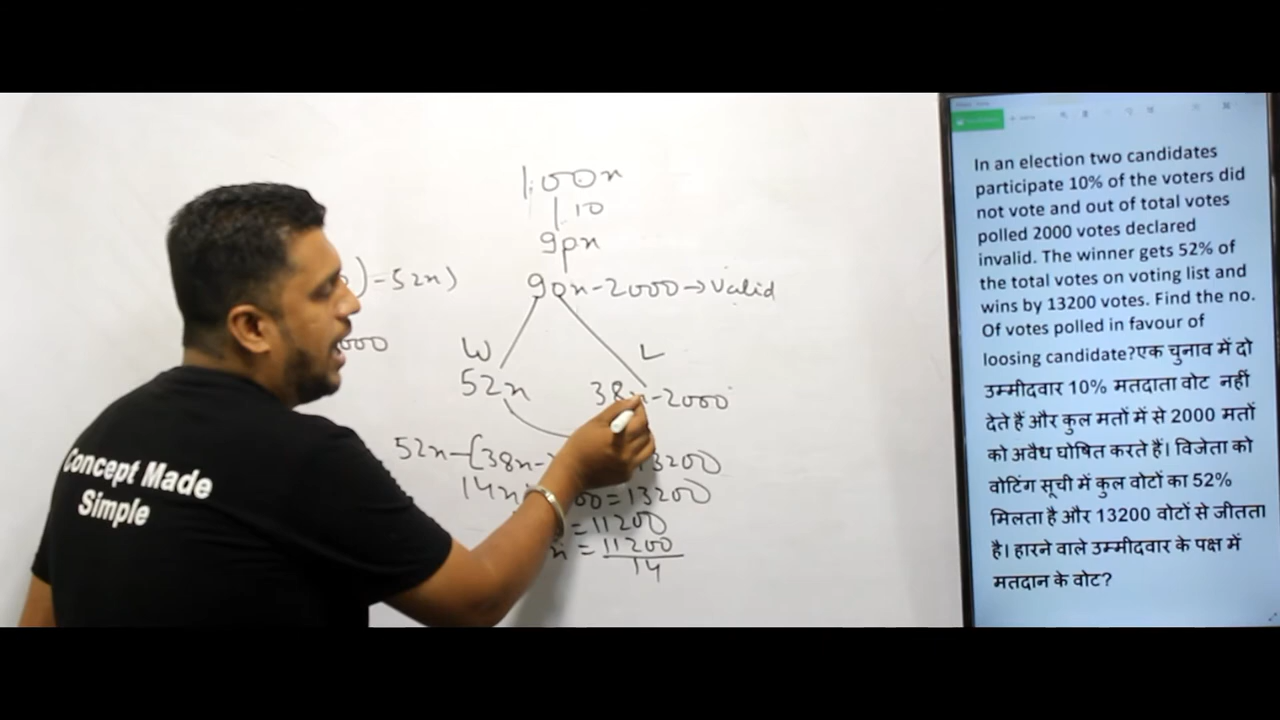 100x
10
90x
) - 52x)
90x - 2000 → valid
000
W
L
52x
38x - 2000
52x - (38x - 13200
14x 00 = 13200
= 11200
x = 11200
14
Concept Made
Simple
In an election two candidates
participate 10% of the voters did
not vote and out of total votes
polled 2000 votes declared
invalid. The winner gets 52% of
the total votes on voting list and
wins by 13200 votes. Find the no.
Of votes polled in favour of
loosing candidate?एक चुनाव में दो
उम्मीदवार 10% मतदाता वोट नहीं
देते हैं और कुल मतों में से 2000 मतों
को अवैध घोषित करते हैं। विजेता को
वोटिंग सूची में कुल वोटों का 52%
मिलता है और 13200 वोटों से जीतता
है। हारने वाले उम्मीदवार के पक्ष में
मतदान के वोट?